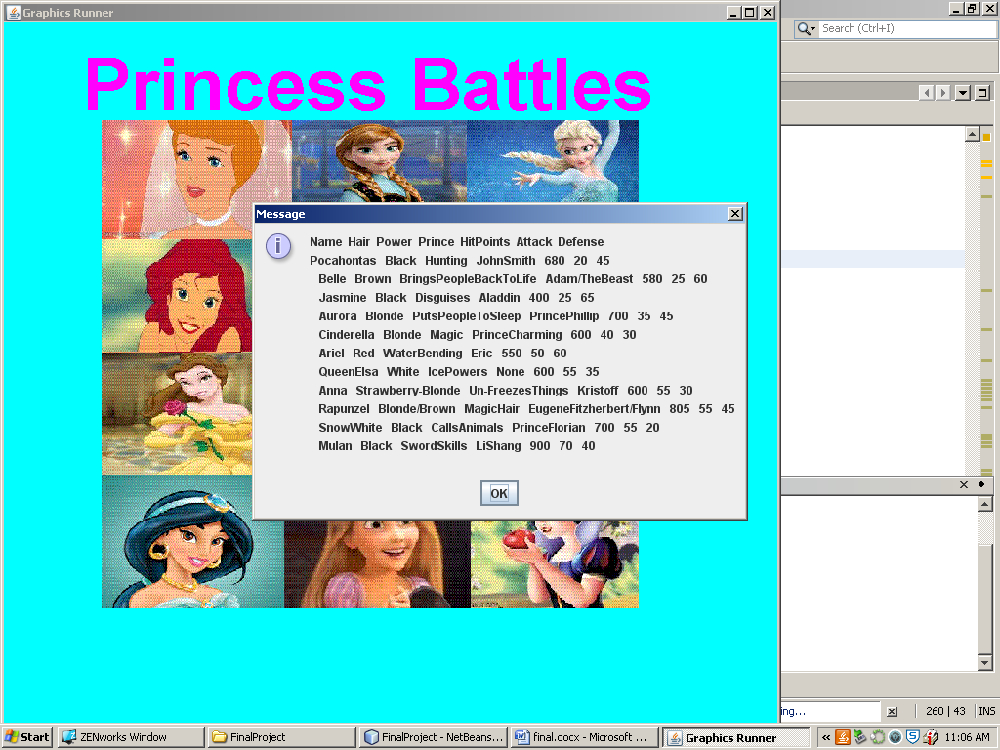 Graphics Runner
Search (Ctrl+I)
Princess Battles
Message
Name Hair Power Prince HitPoints Attack Defense
Pocahontas Black Hunting JohnSmith 680 20 45
Belle Brown BringsPeopleBackToLife Adam/TheBeast 580 25 60
Jasmine Black Disguises Aladdin 400 25 65
Aurora Blonde PutsPeopleToSleep PrincePhillip 700 35 45
Cinderella Blonde Magic PrinceCharming 600 40 30
Ariel Red WaterBending Eric 550 50 60
QueenElsa White IcePowers None 600 55 35
Anna Strawberry-Blonde Un-FreezesThings Kristoff 600 55 30
Rapunzel Blonde/Brown MagicHair EugeneFitzherbert/Flynn 805 55 45
SnowWhite Black CallsAnimals PrinceFlorian 700 55 20
Mulan Black SwordSkills LiShang 900 70 40
OK
ing...
260 | 43 INS
Start ZENworks Window FinalProject FinalProject - NetBeans... final.docx - Microsoft ... Graphics Runner 11:06 AM